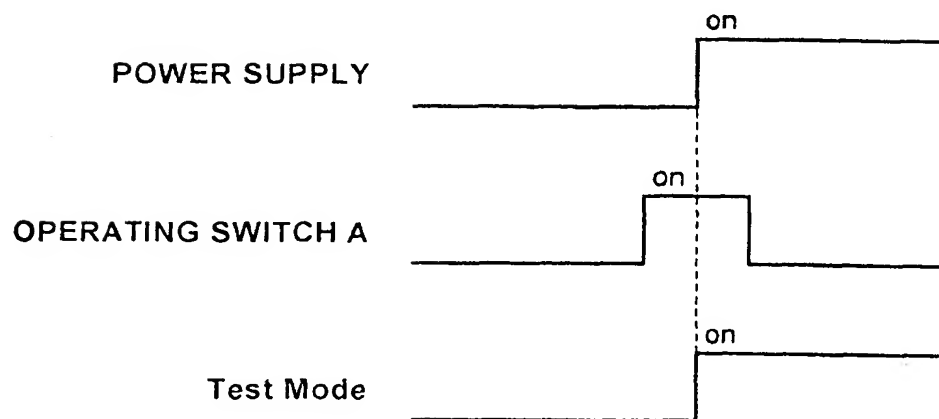 on
POWER SUPPLY
on
OPERATING SWITCH A
on
Test Mode